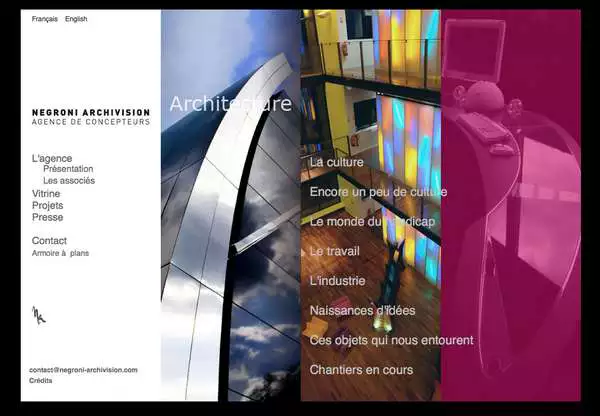 Français English
NEGRONI ARCHIVISION
AGENCE DE CONCEPTEURS
L'agence
Présentation
Les associés
Vitrine
Projets
Presse
Contact
Armoire à plans
contact@negroni-archivision.com
Crédits
Architecture
La culture
Encore un peu de culture
Le monde du handicap
Le travail
L'industrie
Naissances d'idées
Ces objets qui nous entourent
Chantiers en cours